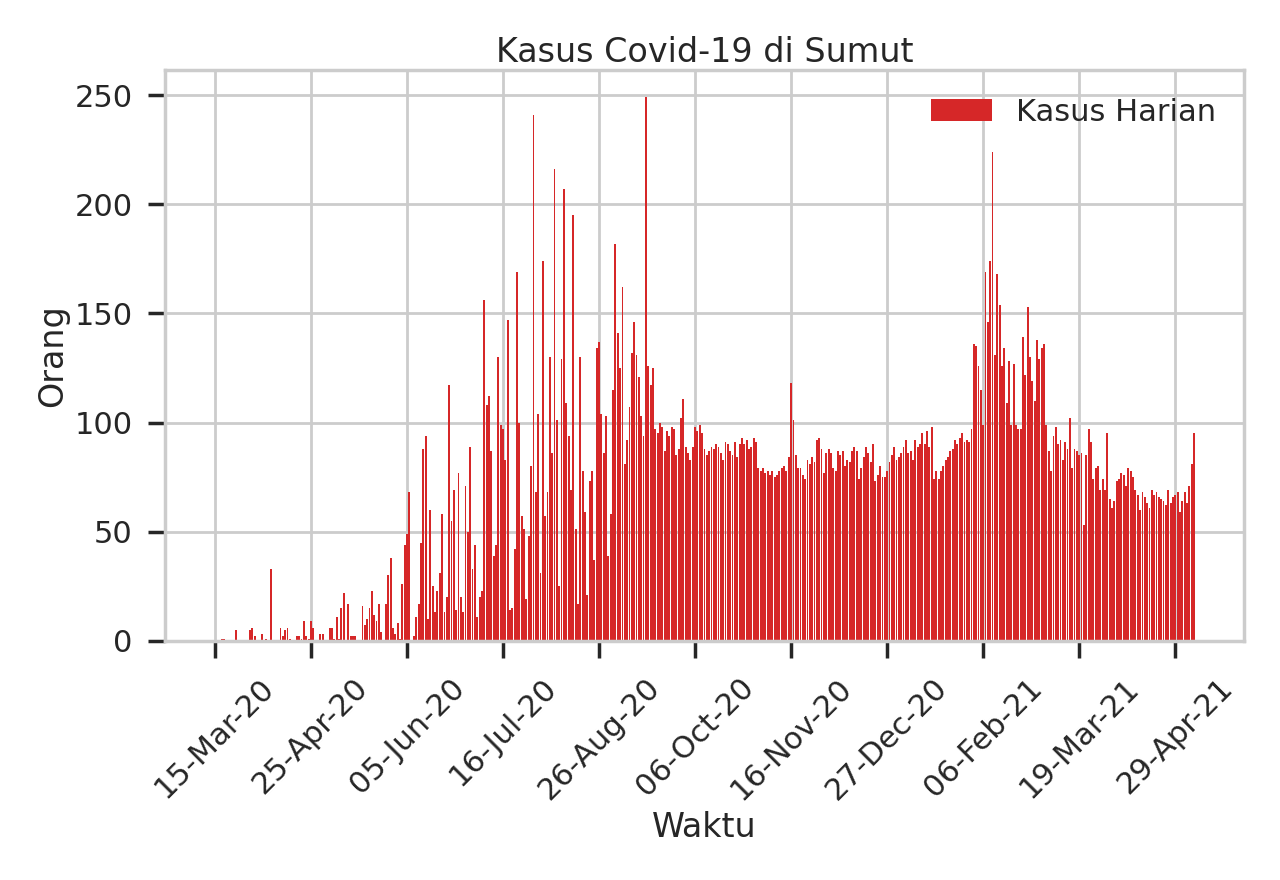 Kasus Covid-19 di Sumut
Kasus Harian
Orang
250
200
150
100
50
0
15-Mar-20
25-Apr-20
05-Jun-20
16-Jul-20
26-Aug-20
06-Oct-20
16-Nov-20
27-Dec-20
06-Feb-21
19-Mar-21
29-Apr-21
Waktu